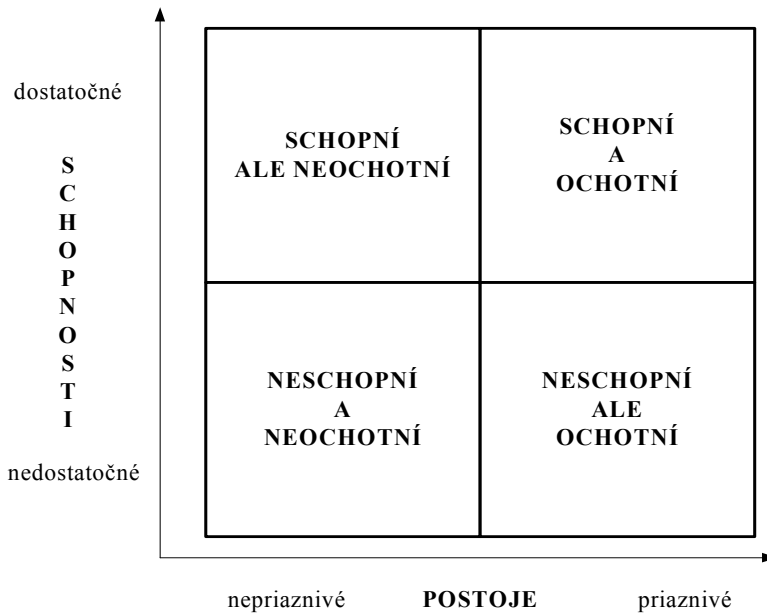 dostatočné
S
C
H
O
P
N
O
S
T
I
nedostatočné
SCHOPNÍ
ALE NEOCHOTNÍ
SCHOPNÍ
A
OCHOTNÍ
NESCHOPNÍ
A
NEOCHOTNÍ
NESCHOPNÍ
ALE
OCHOTNÍ
nepriaznivé POSTOJE priaznivé